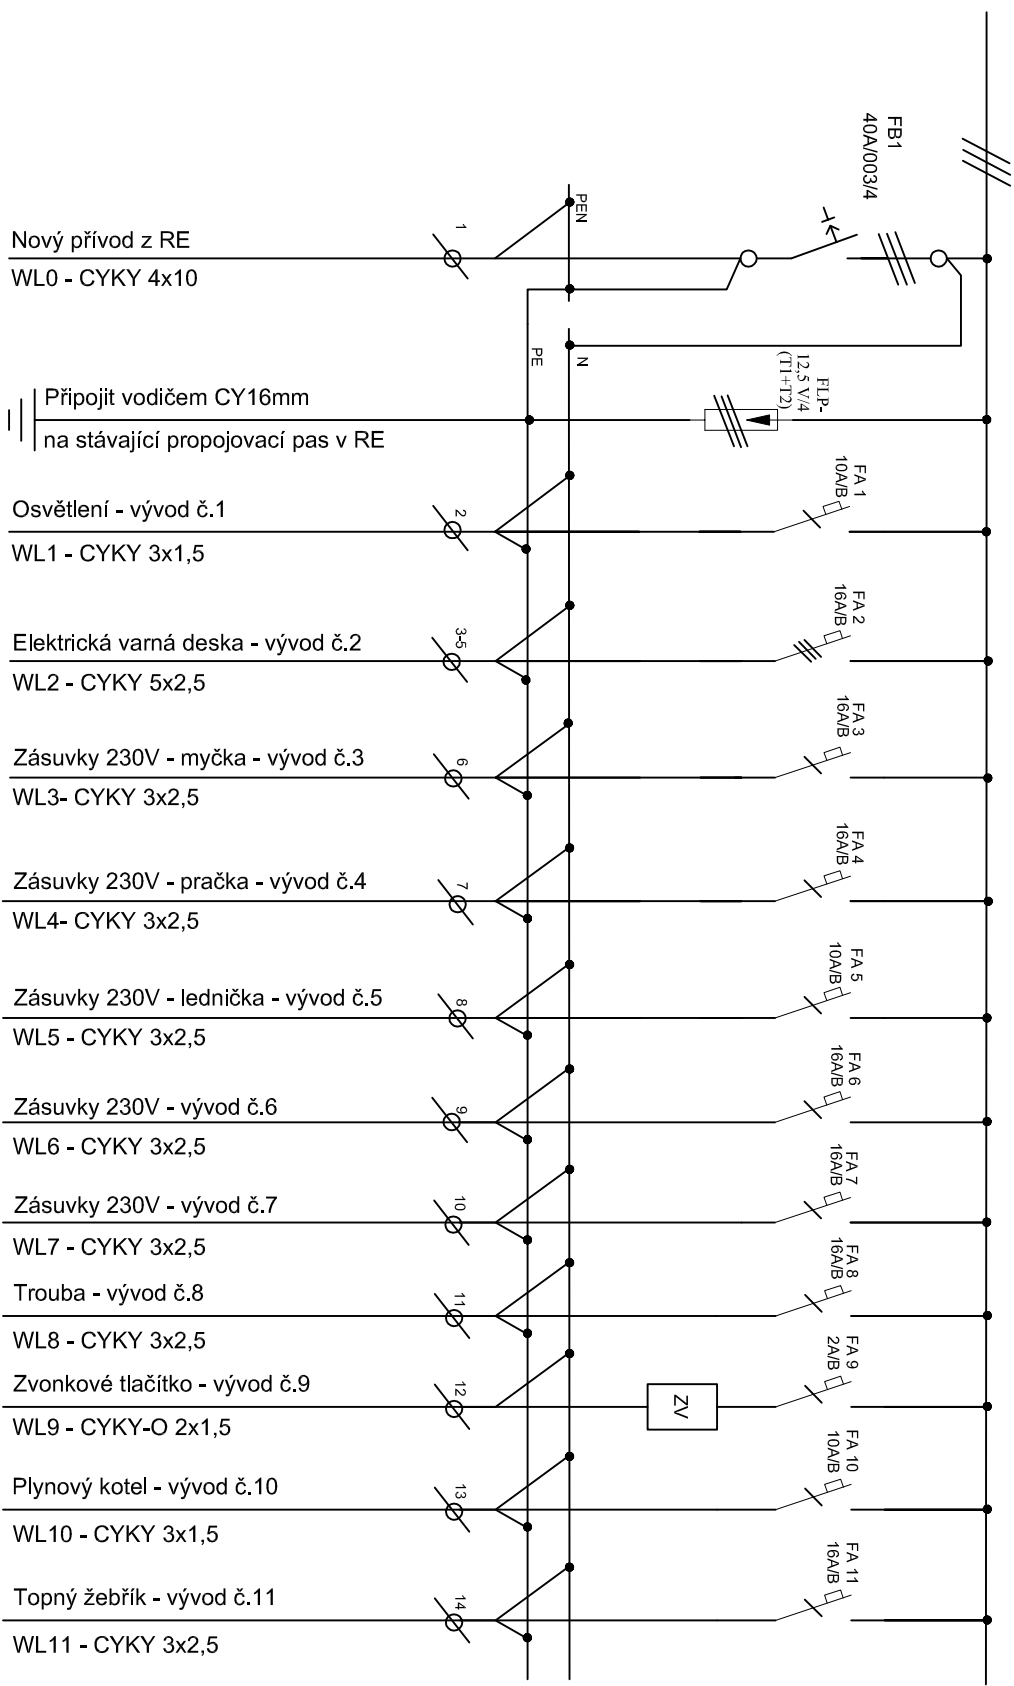 FB1
40A/003/4
PEN
1
Nový přívod z RE
WL0 - CYKY 4x10
PE
N
FLP-
12,5 V/4
(T1+T2)
Připojit vodičem CY16mm
na stávající propojovací pas v RE
FA 1
10A/B
2
Osvětlení - vývod č.1
WL1 - CYKY 3x1,5
FA 2
16A/B
3-5
Elektrická varná deska - vývod č.2
WL2 - CYKY 5x2,5
FA 3
16A/B
6
Zásuvky 230V - myčka - vývod č.3
WL3- CYKY 3x2,5
FA 4
16A/B
7
Zásuvky 230V - pračka - vývod č.4
WL4- CYKY 3x2,5
FA 5
10A/B
8
Zásuvky 230V - lednička - vývod č.5
WL5 - CYKY 3x2,5
FA 6
16A/B
9
Zásuvky 230V - vývod č.6
WL6 - CYKY 3x2,5
FA 7
16A/B
10
Zásuvky 230V - vývod č.7
WL7 - CYKY 3x2,5
FA 8
16A/B
11
Trouba - vývod č.8
WL8 - CYKY 3x2,5
FA 9
2A/B
12
ZV
Zvonkové tlačítko - vývod č.9
WL9 - CYKY-O 2x1,5
FA 10
10A/B
13
Plynový kotel - vývod č.10
WL10 - CYKY 3x1,5
FA 11
16A/B
14
Topný žebřík - vývod č.11
WL11 - CYKY 3x2,5